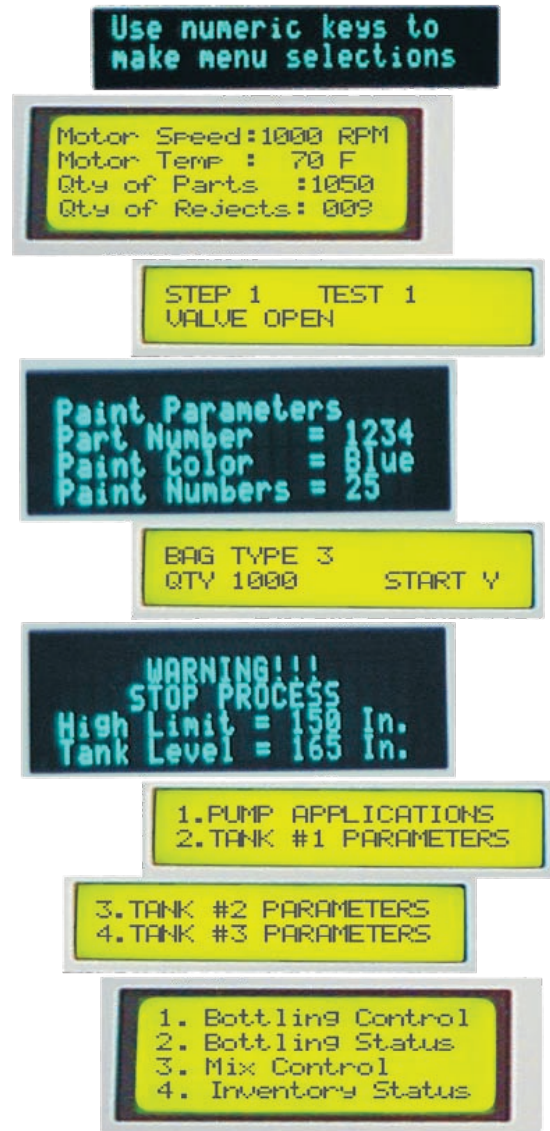 Use numeric keys to
make menu selections
Motor Speed:1000 RPM
Motor Temp : 70 F
Qty of Parts :1050
Qty of Rejects: 009
STEP 1 TEST 1
VALVE OPEN
Paint Parameters
Part Number = 1234
Paint Color = Blue
Paint Numbers = 25
BAG TYPE 3
QTY 1000 START Y
WARNING!!!
STOP PROCESS
High Limit = 150 In.
Tank Level = 165 In.
1.PUMP APPLICATIONS
2.TANK #1 PARAMETERS
3.TANK #2 PARAMETERS
4.TANK #3 PARAMETERS
1. Bottling Control
2. Bottling Status
3. Mix Control
4. Inventory Status